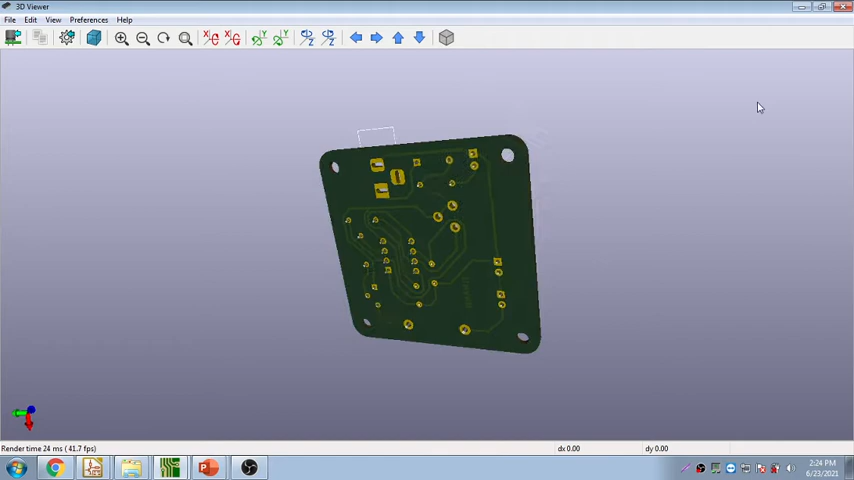 3D Viewer
File Edit View Preferences Help
Render time 24 ms ( 41.7 fps)
dx 0.00
dy 0.00
2:24 PM
6/23/2021